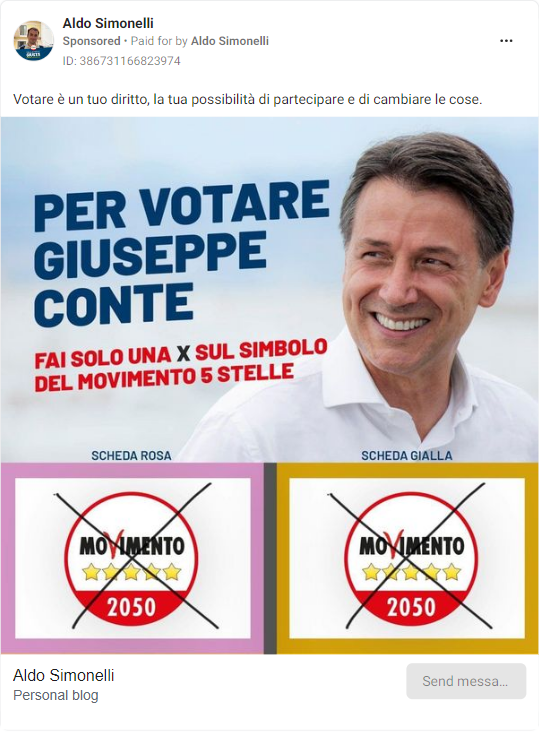 Aldo Simonelli
Sponsored • Paid for by Aldo Simonelli
ID: 386731166823974
Votare è un tuo diritto, la tua possibilità di partecipare e di cambiare le cose.
PER VOTARE
GIUSEPPE
CONTE
FAI SOLO UNA X SUL SIMBOLO
DEL MOVIMENTO 5 STELLE
SCHEDA ROSA
SCHEDA GIALLA
MOVIMENTO
2050
MOVIMENTO
2050
Aldo Simonelli
Personal blog
Send messa...